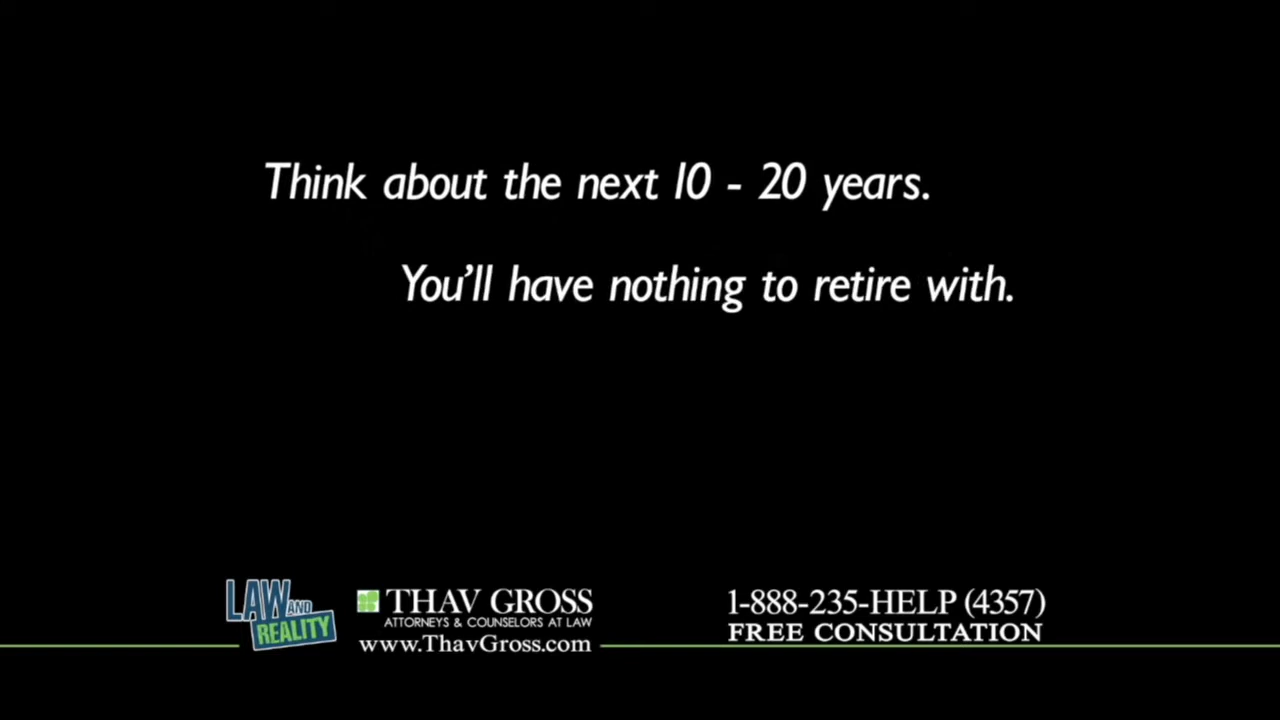 Think about the next 10 - 20 years.
You'll have nothing to retire with.
LAW AND REALITY
THAV GROSS
ATTORNEYS & COUNSELORS AT LAW
www.ThavGross.com
1-888-235-HELP (4357)
FREE CONSULTATION